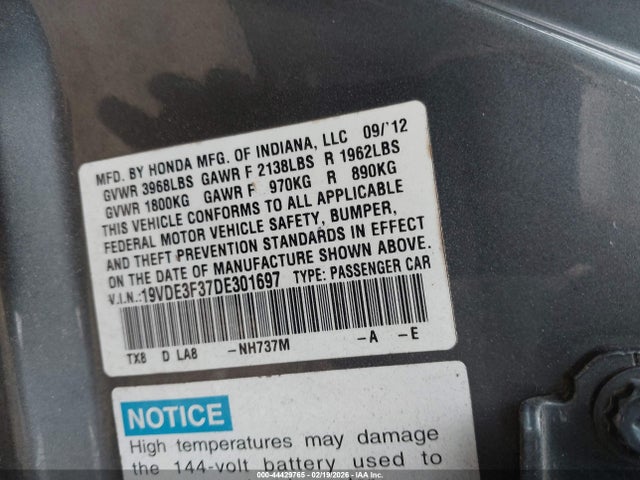 MFD. BY HONDA MFG. OF INDIANA, LLC 09/'12
GVWR 3968LBS GAWR F 2138LBS R 1962LBS
GVWR 1800KG GAWR F 970KG R 890KG
THIS VEHICLE CONFORMS TO ALL APPLICABLE
FEDERAL MOTOR VEHICLE SAFETY, BUMPER,
AND THEFT PREVENTION STANDARDS IN EFFECT
ON THE DATE OF MANUFACTURE SHOWN ABOVE.
V.I.N.:19VDE3F37DE301697 TYPE: PASSENGER CAR
TX8 D LA8 -NH737M -A -E
NOTICE
High temperatures may damage
the 144-volt battery used to
000-44429765 - 02/19/2026 - IAA Inc.